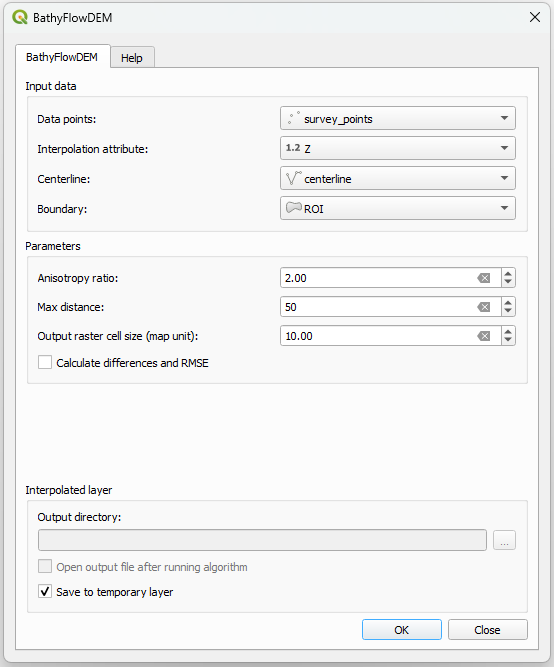 BathyFlowDEM
BathyFlowDEM Help
Input data
Data points: survey_points
Interpolation attribute: 1.2 Z
Centerline: centerline
Boundary: ROI
Parameters
Anisotropy ratio: 2.00
Max distance: 50
Output raster cell size (map unit): 10.00
Calculate differences and RMSE
Interpolated layer
Output directory:
...
Open output file after running algorithm
Save to temporary layer
OK Close